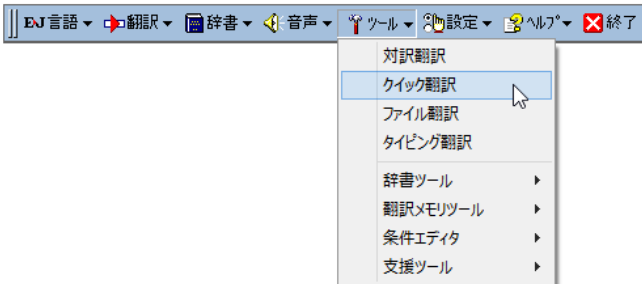 EJ 言語 ▼ 翻訳 ▼ 辞書 ▼ 音声 ▼ ツール ▼ 設定 ▼ ヘルプ ▼ 終了
対訳翻訳
クイック翻訳
ファイル翻訳
タイピング翻訳
辞書ツール
翻訳メモリツール
条件エディタ
支援ツール